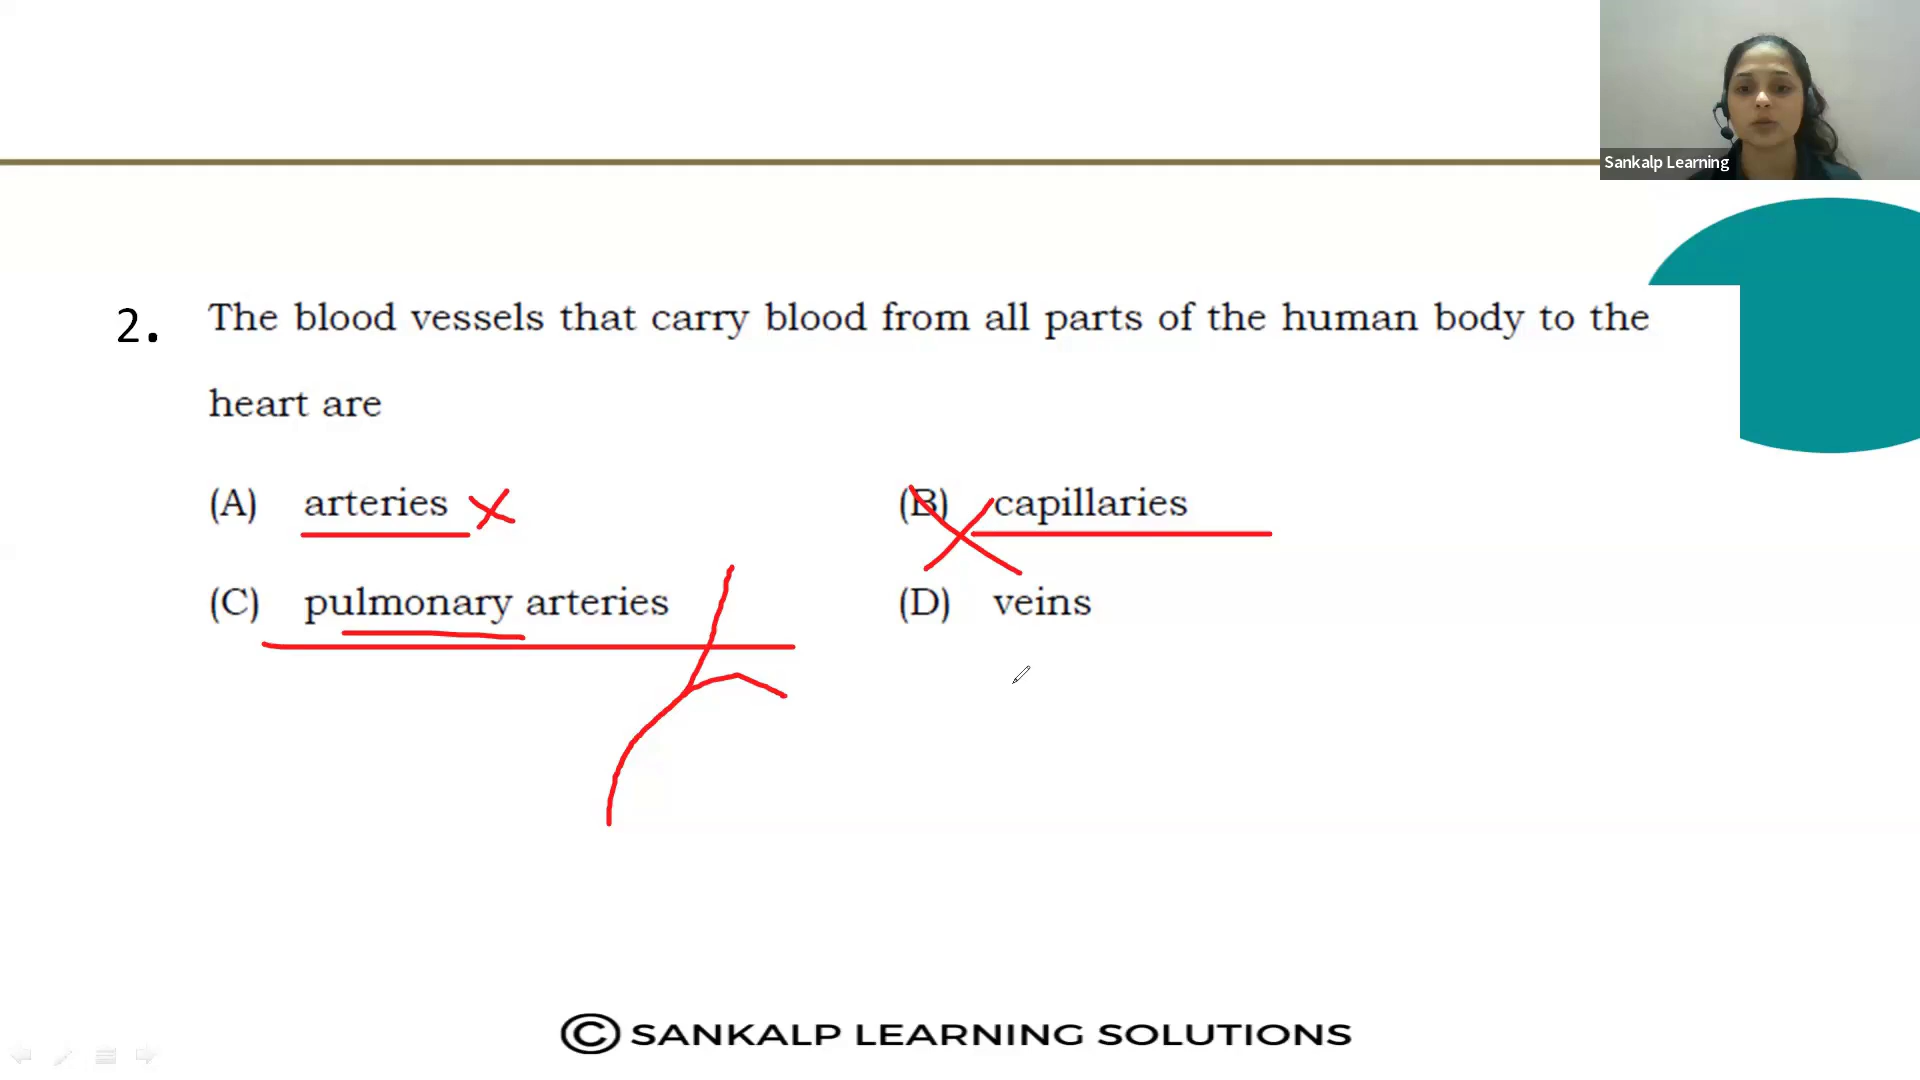 Sankalp Learning
2. The blood vessels that carry blood from all parts of the human body to the
heart are
(A) arteries (B) capillaries
(C) pulmonary arteries (D) veins
© SANKALP LEARNING SOLUTIONS